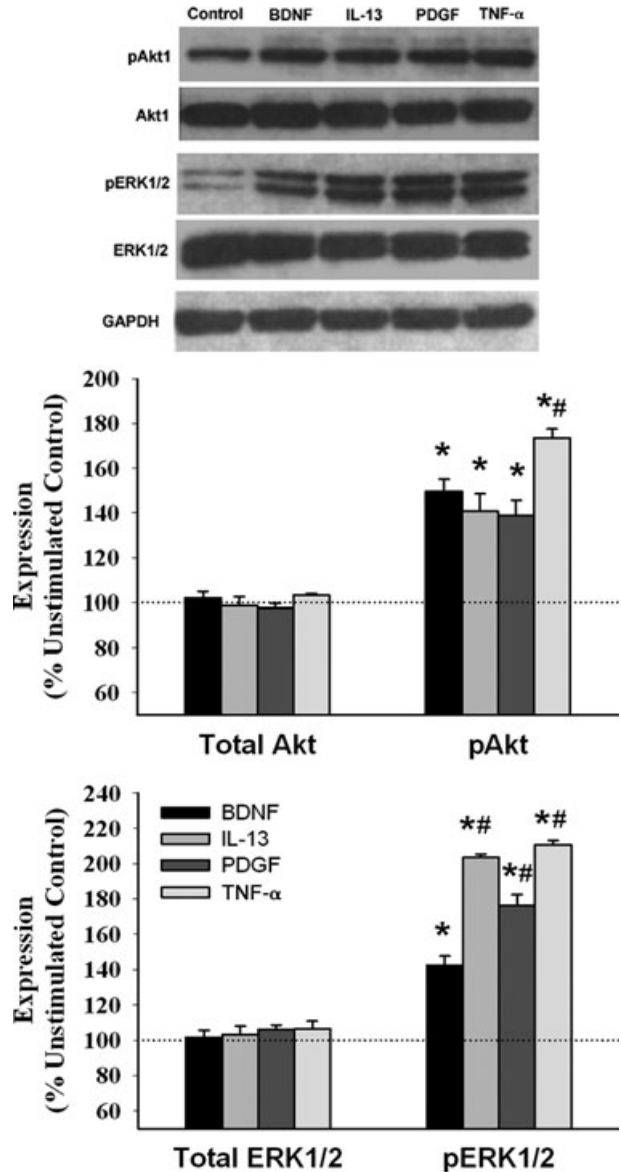 Control BDNF IL-13 PDGF TNF-α
pAkt1
Akt1
pERK1/2
ERK1/2
GAPDH
Expression
(% Unstimulated Control)
200
180
160
140
120
100
80
60
* * * *#
Total Akt pAkt
Expression
(% Unstimulated Control)
240
220
200
180
160
140
120
100
80
60
BDNF
IL-13
PDGF
TNF-α
* *# *# *#
Total ERK1/2 pERK1/2